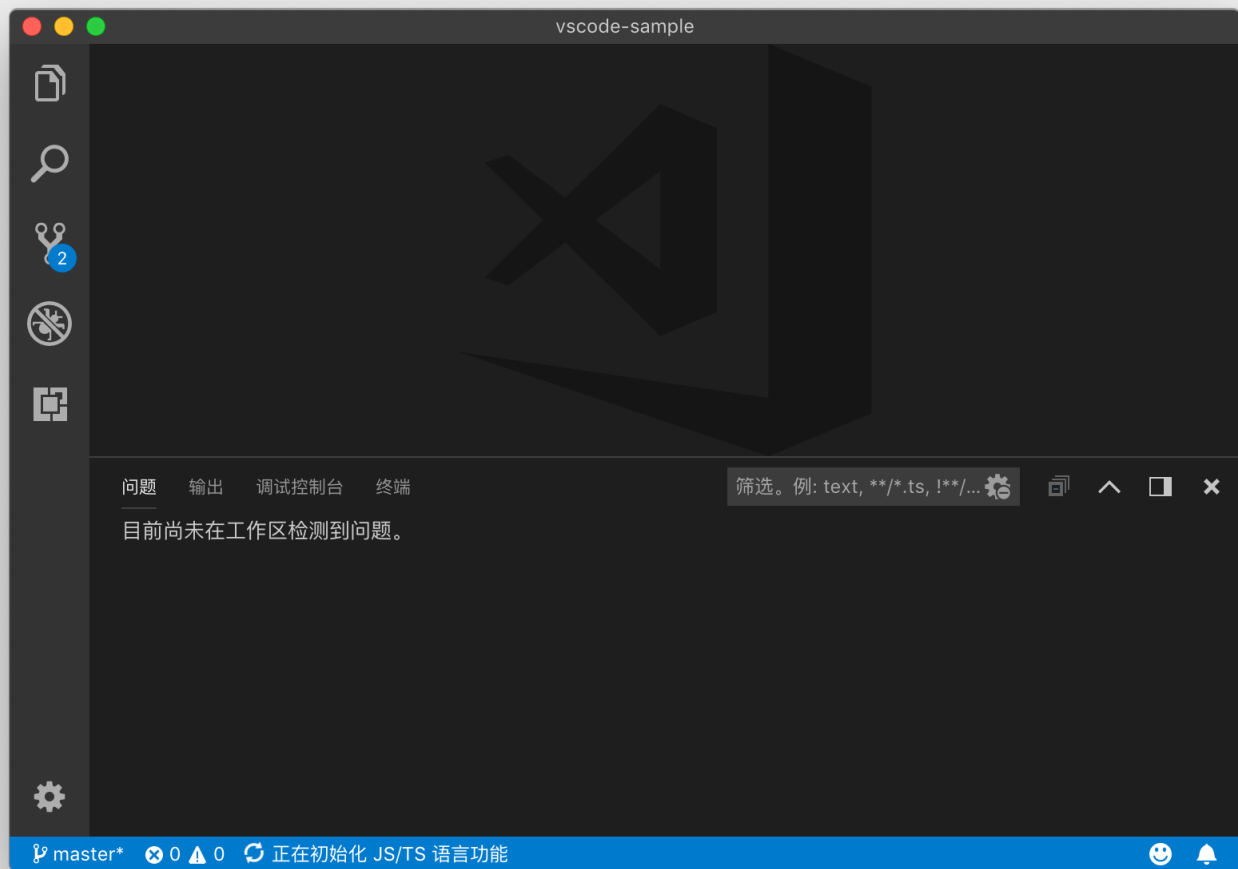 vscode-sample
2
问题 输出 调试控制台 终端 筛选。例: text, **/*.ts, !**/...
目前尚未在工作区检测到问题。
master* 0 0 正在初始化 JS/TS 语言功能